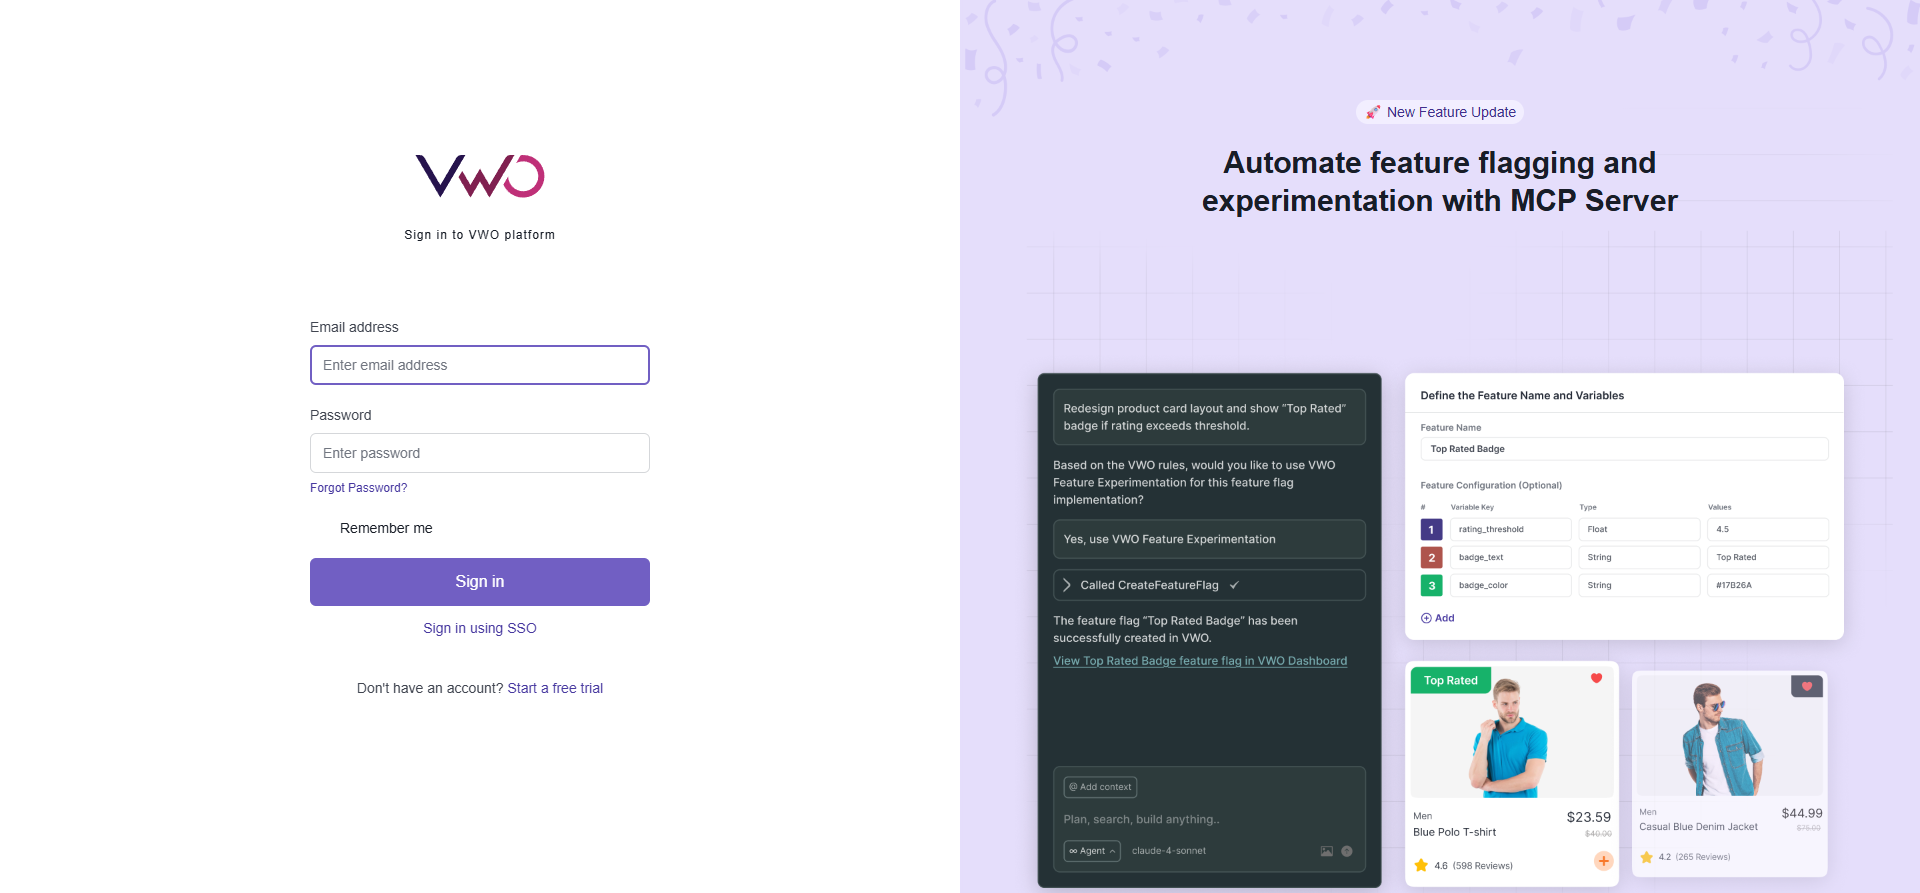 VWO
Sign in to VWO platform
Email address
Enter email address
Password
Enter password
Forgot Password?
Remember me
Sign in
Sign in using SSO
Don't have an account? Start a free trial
🚀 New Feature Update
Automate feature flagging and
experimentation with MCP Server
Redesign product card layout and show “Top Rated”
badge if rating exceeds threshold.
Based on the VWO rules, would you like to use VWO
Feature Experimentation for this feature flag
implementation?
Yes, use VWO Feature Experimentation
Called CreateFeatureFlag ✓
The feature flag “Top Rated Badge” has been
successfully created in VWO.
View Top Rated Badge feature flag in VWO Dashboard
@ Add context
Plan, search, build anything..
∞ Agent
claude-4-sonnet
Define the Feature Name and Variables
Feature Name
Top Rated Badge
Feature Configuration (Optional)
# Variable Key Type Values
1 rating_threshold Float 4.5
2 badge_text String Top Rated
3 badge_color String #17B26A
Add
Top Rated
Men $23.59
Blue Polo T-shirt $40.00
4.6 (598 Reviews)
Men $44.99
Casual Blue Denim Jacket
4.2 (265 Reviews)